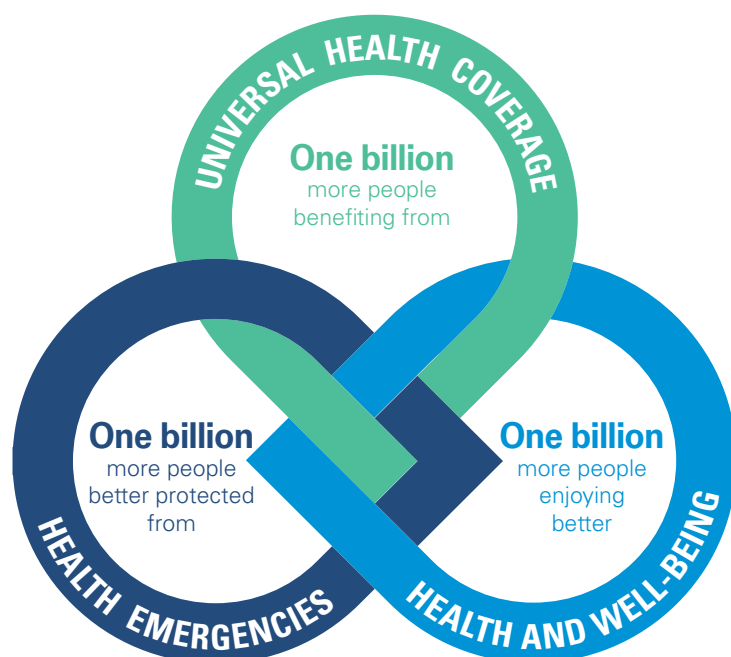 UNIVERSAL HEALTH COVERAGE
One billion
more people
benefiting from
One billion
more people
better protected
from
HEALTH EMERGENCIES
One billion
more people
enjoying
better
HEALTH AND WELL-BEING